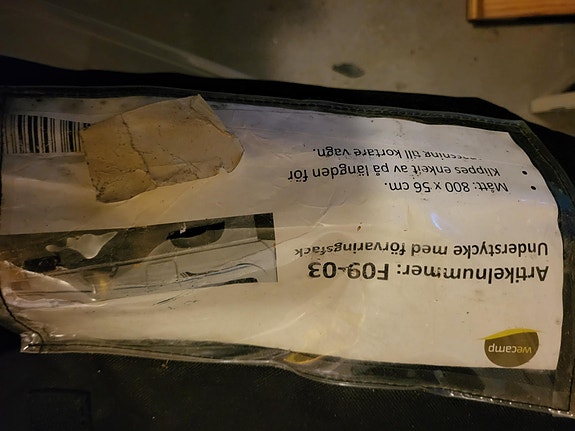 wecamp
Artikelnummer: F09-03
Understycke med förvaringsfack
Mått: 800 x 56 cm.
Klippes enkelt av på längden för
till kortare vagn.